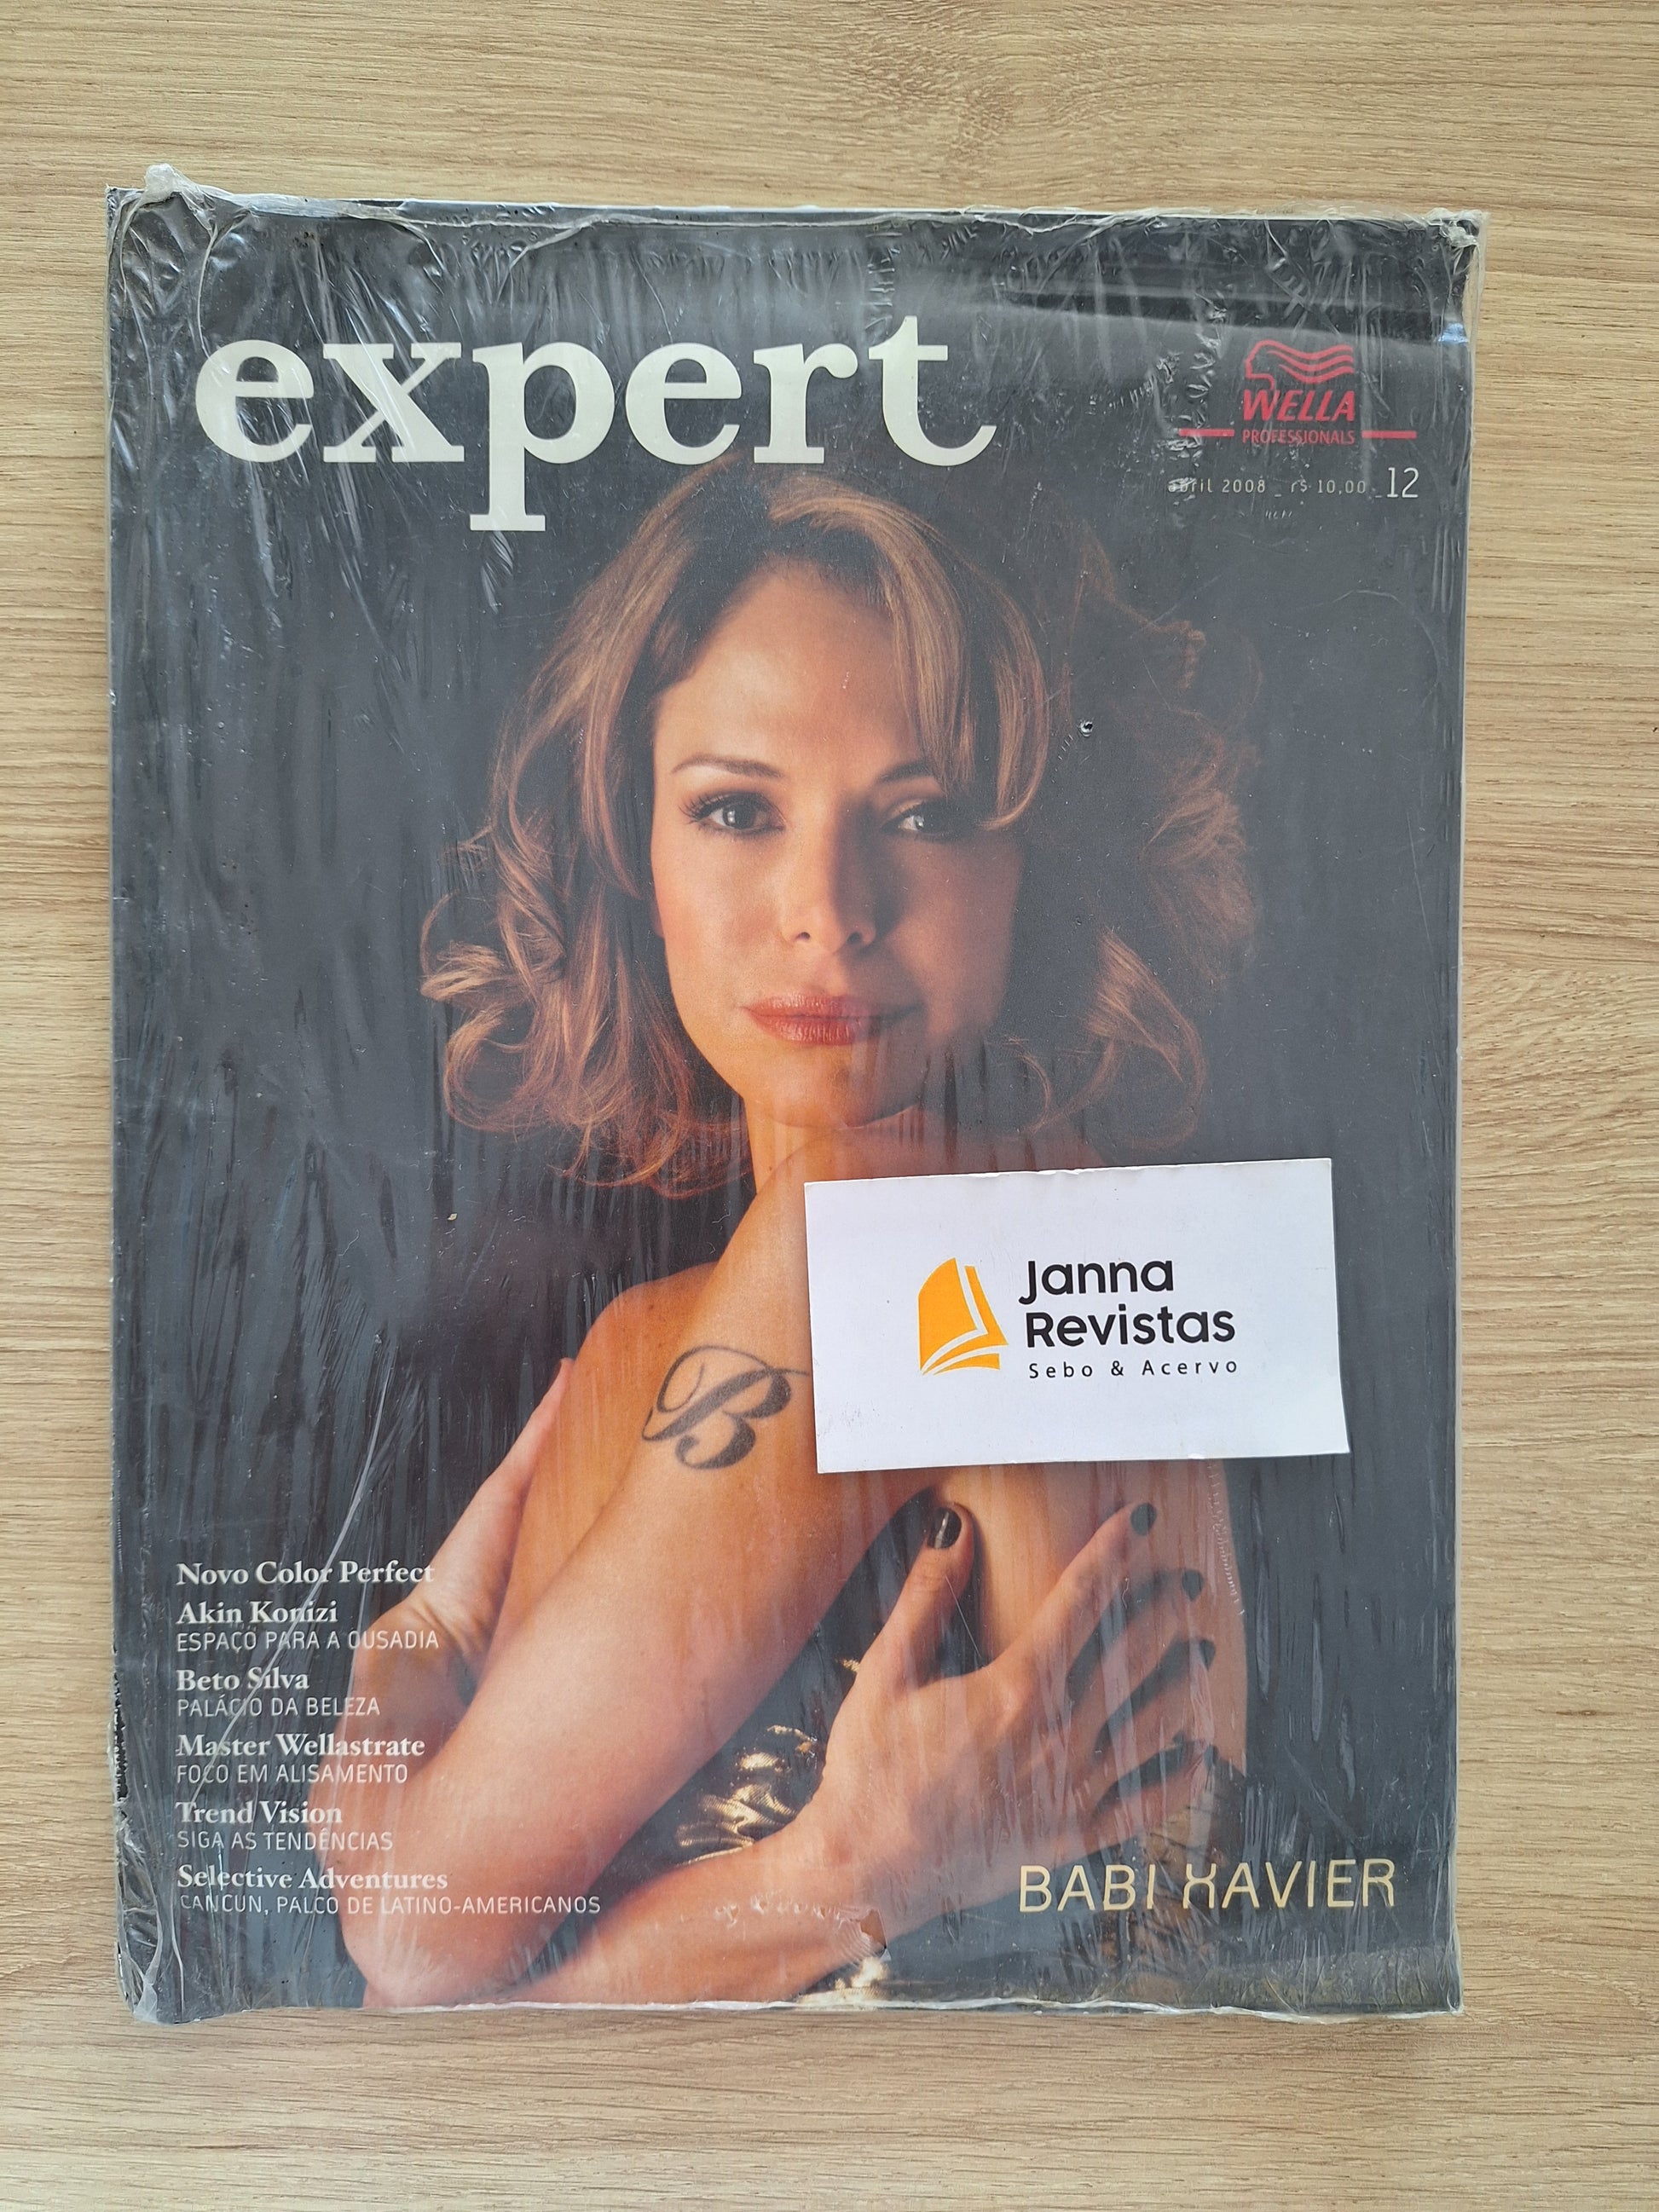 expert
WELLA
PROFESSIONALS
abril 2008 _ r$ 10,00 _ 12
Janna
Revistas
Sebo & Acervo
B
Novo Color Perfect
Akin Konizi
ESPAÇO PARA A OUSADIA
Beto Silva
PALÁCIO DA BELEZA
Master Wellastrate
FOCO EM ALISAMENTO
Trend Vision
SIGA AS TENDÊNCIAS
Selective Adventures
CANCUN, PALCO DE LATINO-AMERICANOS
BABI XAVIER